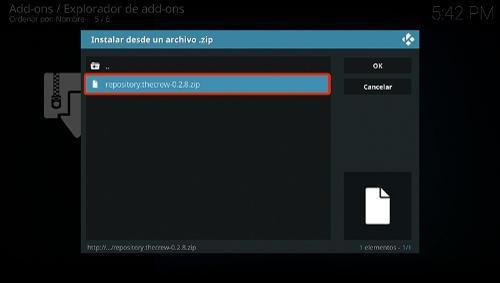 Add-ons / Explorador de add-ons
Ordenar por: Nombre · 5 / 6
5:42 PM
Instalar desde un archivo .zip
..
repository.thecrew-0.2.8.zip
OK
Cancelar
http://.../repository.thecrew-0.2.8.zip
1 elementos - 1/1